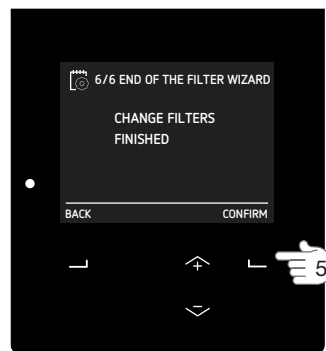 6/6 END OF THE FILTER WIZARD
CHANGE FILTERS
FINISHED
BACK CONFIRM
5